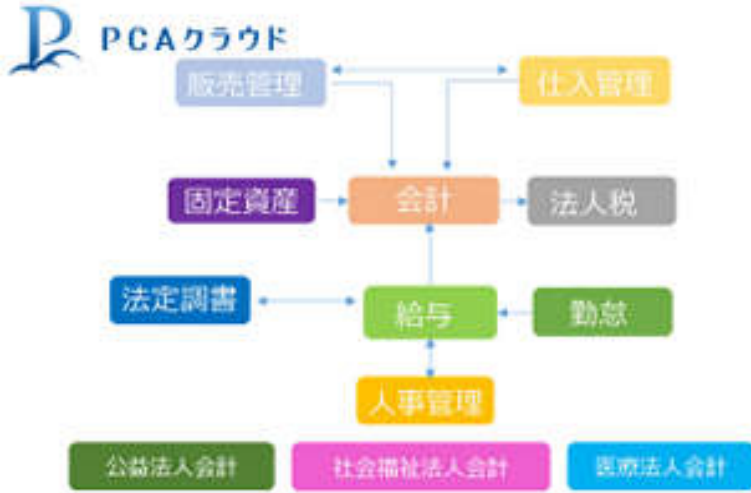 PCAクラウド
販売管理
仕入管理
固定資産
会計
法人税
法定調書
給与
勤怠
人事管理
公益法人会計
社会福祉法人会計
医療法人会計